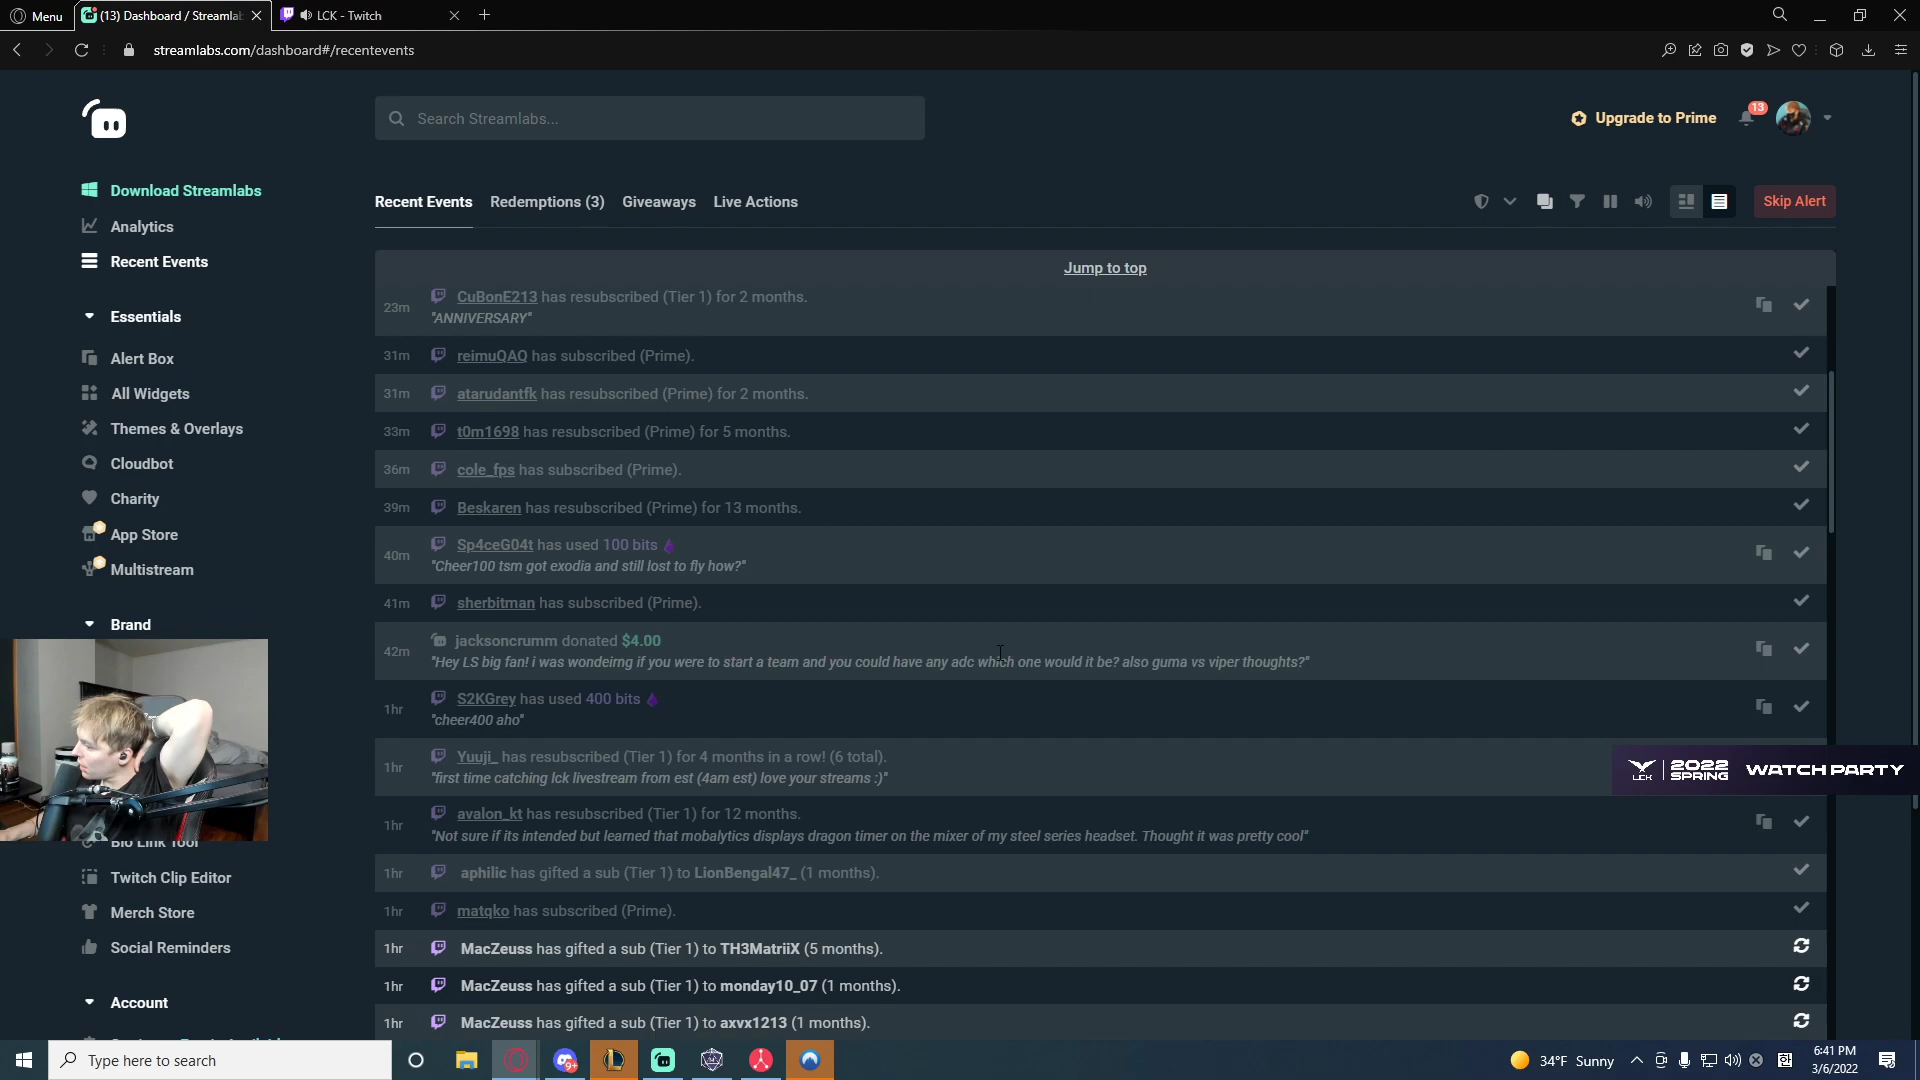 Menu
(13) Dashboard / Streamlab
LCK - Twitch
streamlabs.com/dashboard#/recentevents
Search Streamlabs...
Upgrade to Prime
13
Download Streamlabs
Analytics
Recent Events
Essentials
Alert Box
All Widgets
Themes & Overlays
Cloudbot
Charity
App Store
Multistream
Brand
Bio Link Tool
Twitch Clip Editor
Merch Store
Social Reminders
Account
Recent Events
Redemptions (3)
Giveaways
Live Actions
Skip Alert
Jump to top
23m CuBonE213 has resubscribed (Tier 1) for 2 months.
"ANNIVERSARY"
31m reimuQAQ has subscribed (Prime).
31m atarudantfk has resubscribed (Prime) for 2 months.
33m t0m1698 has resubscribed (Prime) for 5 months.
36m cole_fps has subscribed (Prime).
39m Beskaren has resubscribed (Prime) for 13 months.
40m Sp4ceG04t has used 100 bits
"Cheer100 tsm got exodia and still lost to fly how?"
41m sherbitman has subscribed (Prime).
42m jacksoncrumm donated $4.00
"Hey LS big fan! i was wondeirng if you were to start a team and you could have any adc which one would it be? also guma vs viper thoughts?"
1hr S2KGrey has used 400 bits
"cheer400 aho"
1hr Yuuji_ has resubscribed (Tier 1) for 4 months in a row! (6 total).
"first time catching lck livestream from est (4am est) love your streams :)"
1hr avalon_kt has resubscribed (Tier 1) for 12 months.
"Not sure if its intended but learned that mobalytics displays dragon timer on the mixer of my steel series headset. Thought it was pretty cool"
1hr aphilic has gifted a sub (Tier 1) to LionBengal47_ (1 months).
1hr matqko has subscribed (Prime).
1hr MacZeuss has gifted a sub (Tier 1) to TH3MatriiX (5 months).
1hr MacZeuss has gifted a sub (Tier 1) to monday10_07 (1 months).
1hr MacZeuss has gifted a sub (Tier 1) to axvx1213 (1 months).
LCK 2022 SPRING WATCH PARTY
Type here to search
9+
34°F Sunny
6:41 PM
3/6/2022